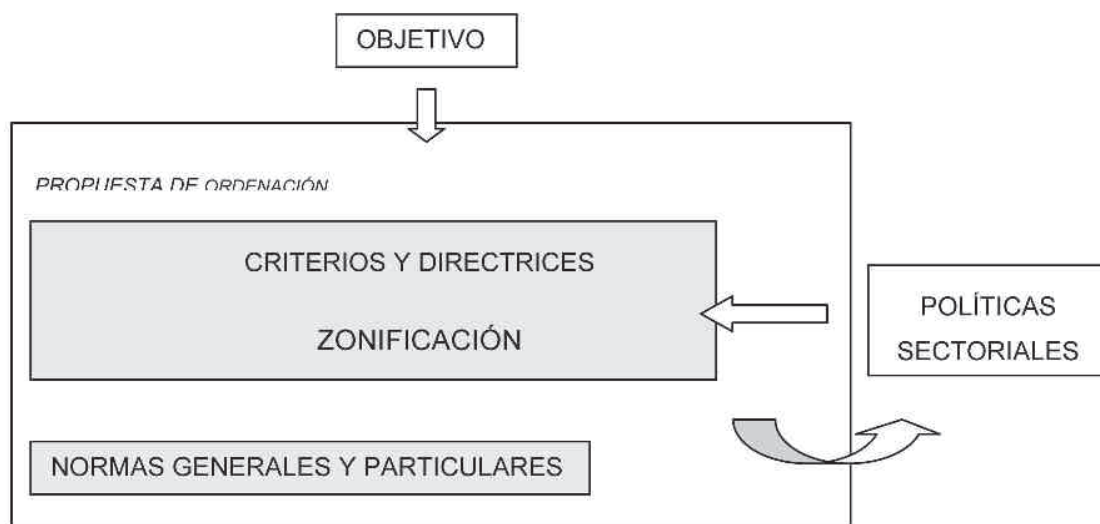 OBJETIVO
PROPUESTA DE ORDENACIÓN
CRITERIOS Y DIRECTRICES
ZONIFICACIÓN
POLÍTICAS
SECTORIALES
NORMAS GENERALES Y PARTICULARES